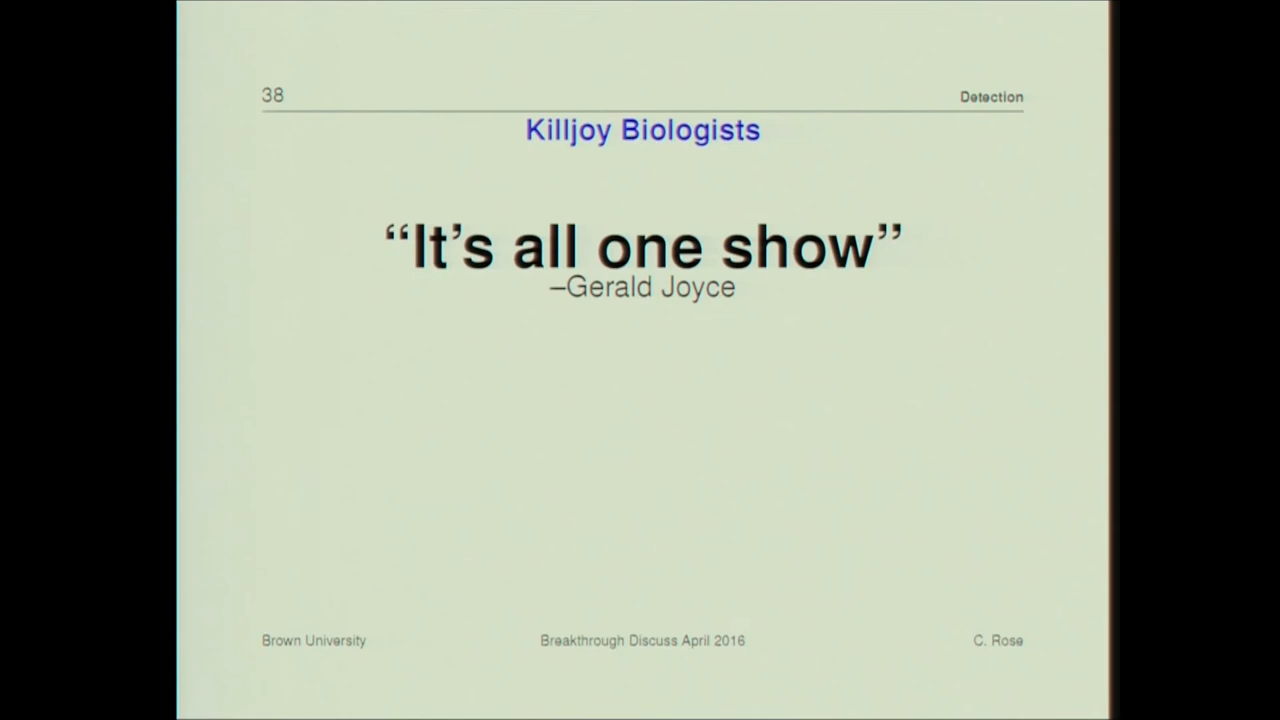 38
Detection
Killjoy Biologists
“It’s all one show”
–Gerald Joyce
Brown University
Breakthrough Discuss April 2016
C. Rose